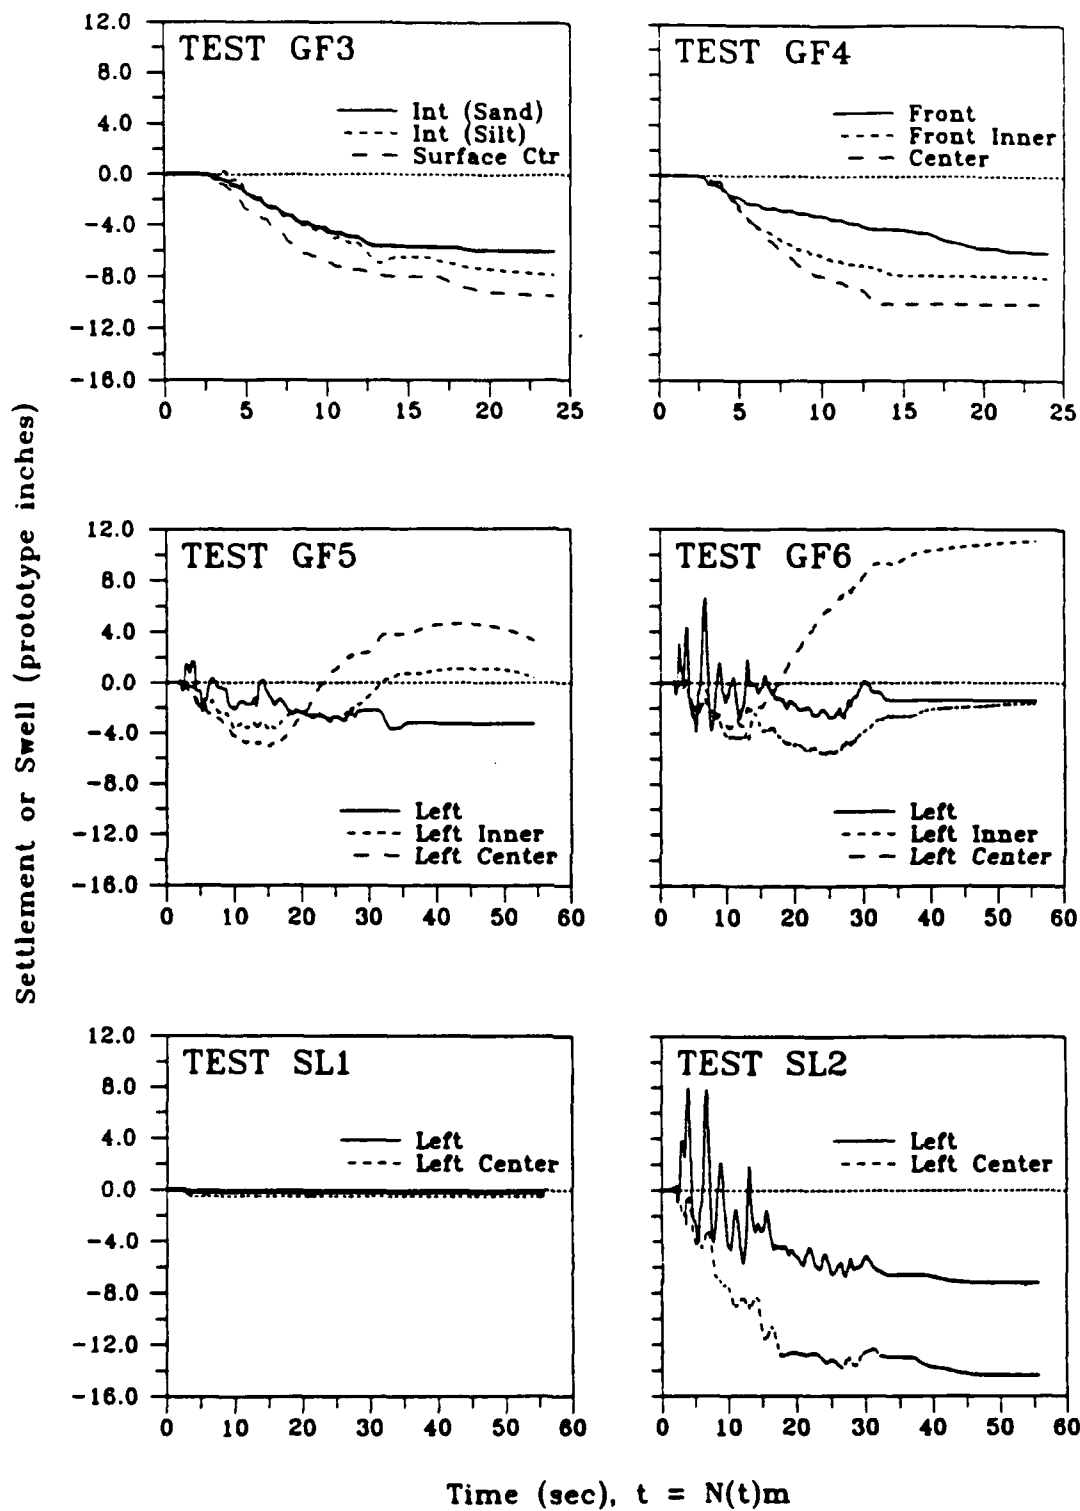 Settlement or Swell (prototype inches)
TEST GF3
Int (Sand)
Int (Silt)
Surface Ctr
12.0
8.0
4.0
0.0
-4.0
-8.0
-12.0
-16.0
0 5 10 15 20 25
TEST GF4
Front
Front Inner
Center
0 5 10 15 20 25
TEST GF5
Left
Left Inner
Left Center
12.0
8.0
4.0
0.0
-4.0
-8.0
-12.0
-16.0
0 10 20 30 40 50 60
TEST GF6
Left
Left Inner
Left Center
0 10 20 30 40 50 60
TEST SL1
Left
Left Center
12.0
8.0
4.0
0.0
-4.0
-8.0
-12.0
-16.0
0 10 20 30 40 50 60
TEST SL2
Left
Left Center
0 10 20 30 40 50 60
Time (sec), t = N(t)m